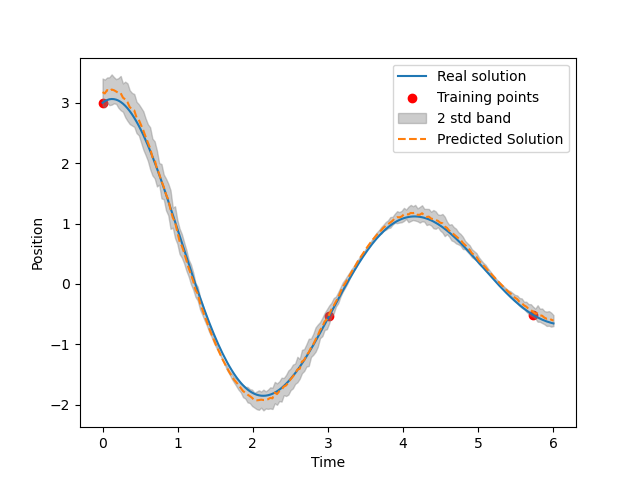 Real solution
Training points
2 std band
Predicted Solution
3
2
1
0
−1
−2
Position
0 1 2 3 4 5 6
Time